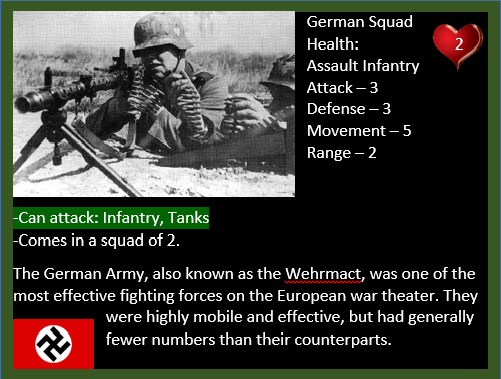 German Squad
Health:
2
Assault Infantry
Attack – 3
Defense – 3
Movement – 5
Range – 2
-Can attack: Infantry, Tanks
-Comes in a squad of 2.
The German Army, also known as the Wehrmact, was one of the
most effective fighting forces on the European war theater. They
were highly mobile and effective, but had generally
fewer numbers than their counterparts.